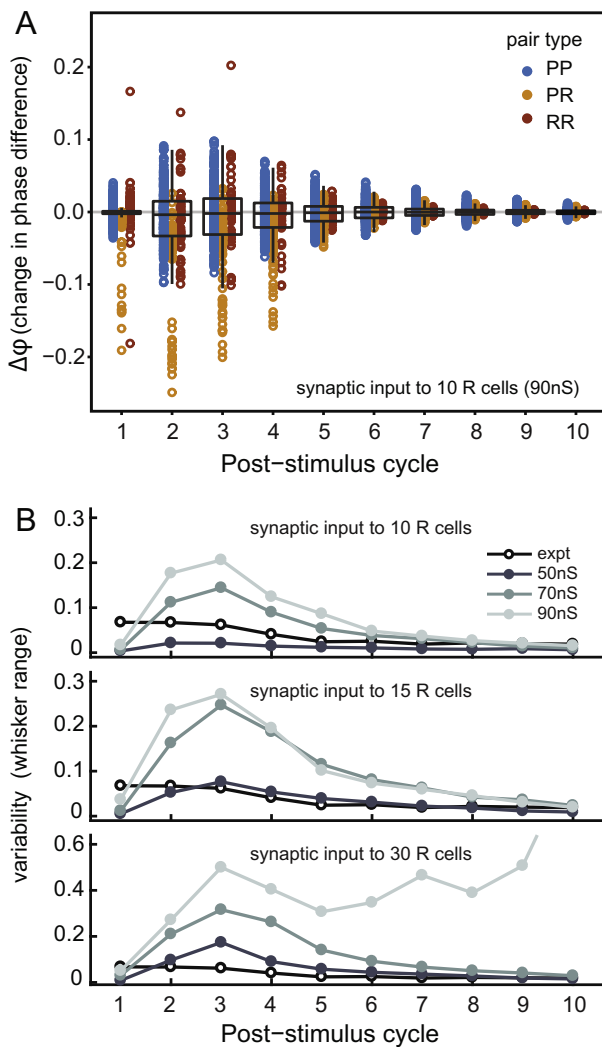 A
pair type
PP
PR
RR
0.2
0.1
0.0
−0.1
−0.2
Δφ (change in phase difference)
synaptic input to 10 R cells (90nS)
1 2 3 4 5 6 7 8 9 10
Post−stimulus cycle
B
variability (whisker range)
0.3
0.2
0.1
0
synaptic input to 10 R cells
expt
50nS
70nS
90nS
0.3
0.2
0.1
0
synaptic input to 15 R cells
0.6
0.4
0.2
0
synaptic input to 30 R cells
1 2 3 4 5 6 7 8 9 10
Post−stimulus cycle